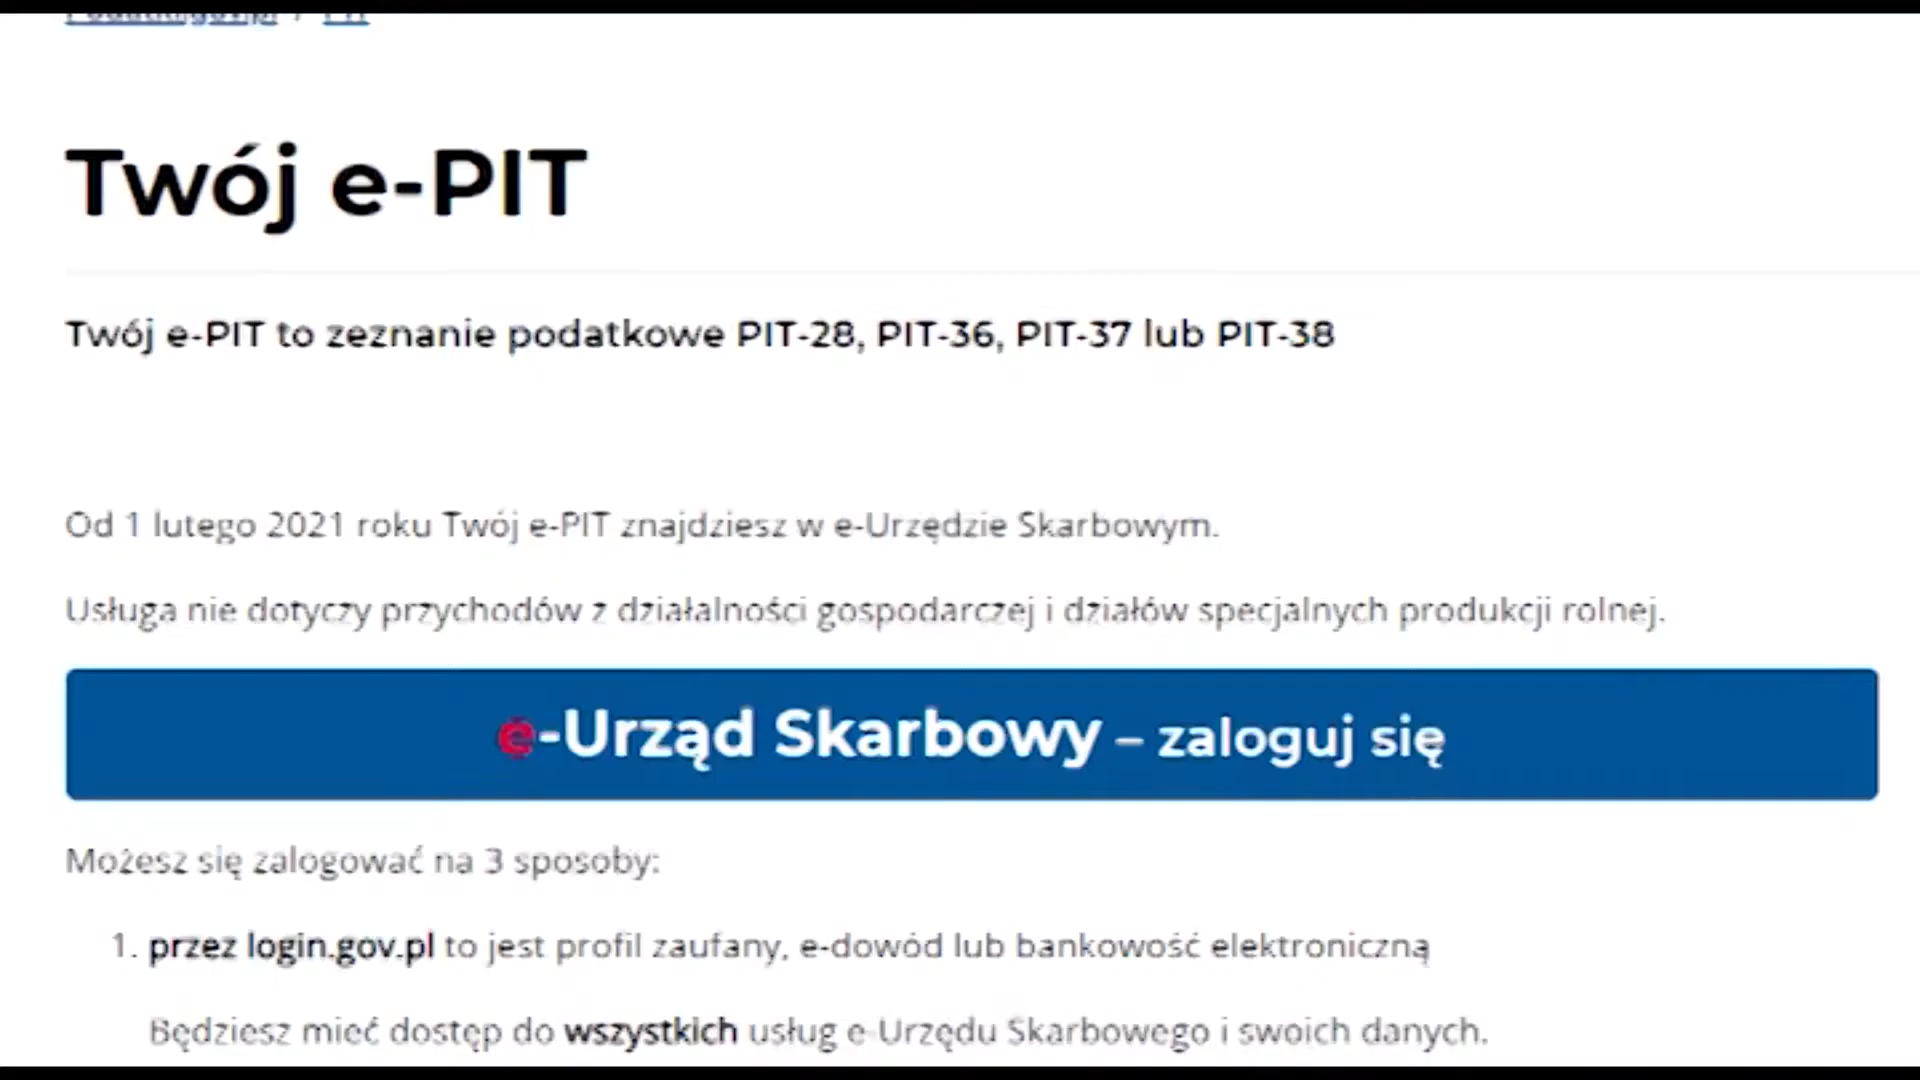 Twój e-PIT
Twój e-PIT to zeznanie podatkowe PIT-28, PIT-36, PIT-37 lub PIT-38
Od 1 lutego 2021 roku Twój e-PIT znajdziesz w e-Urzędzie Skarbowym.
Usługa nie dotyczy przychodów z działalności gospodarczej i działów specjalnych produkcji rolnej.
e-Urząd Skarbowy – zaloguj się
Możesz się zalogować na 3 sposoby:
1. przez login.gov.pl to jest profil zaufany, e-dowód lub bankowość elektroniczną
Będziesz mieć dostęp do wszystkich usług e-Urzędu Skarbowego i swoich danych.